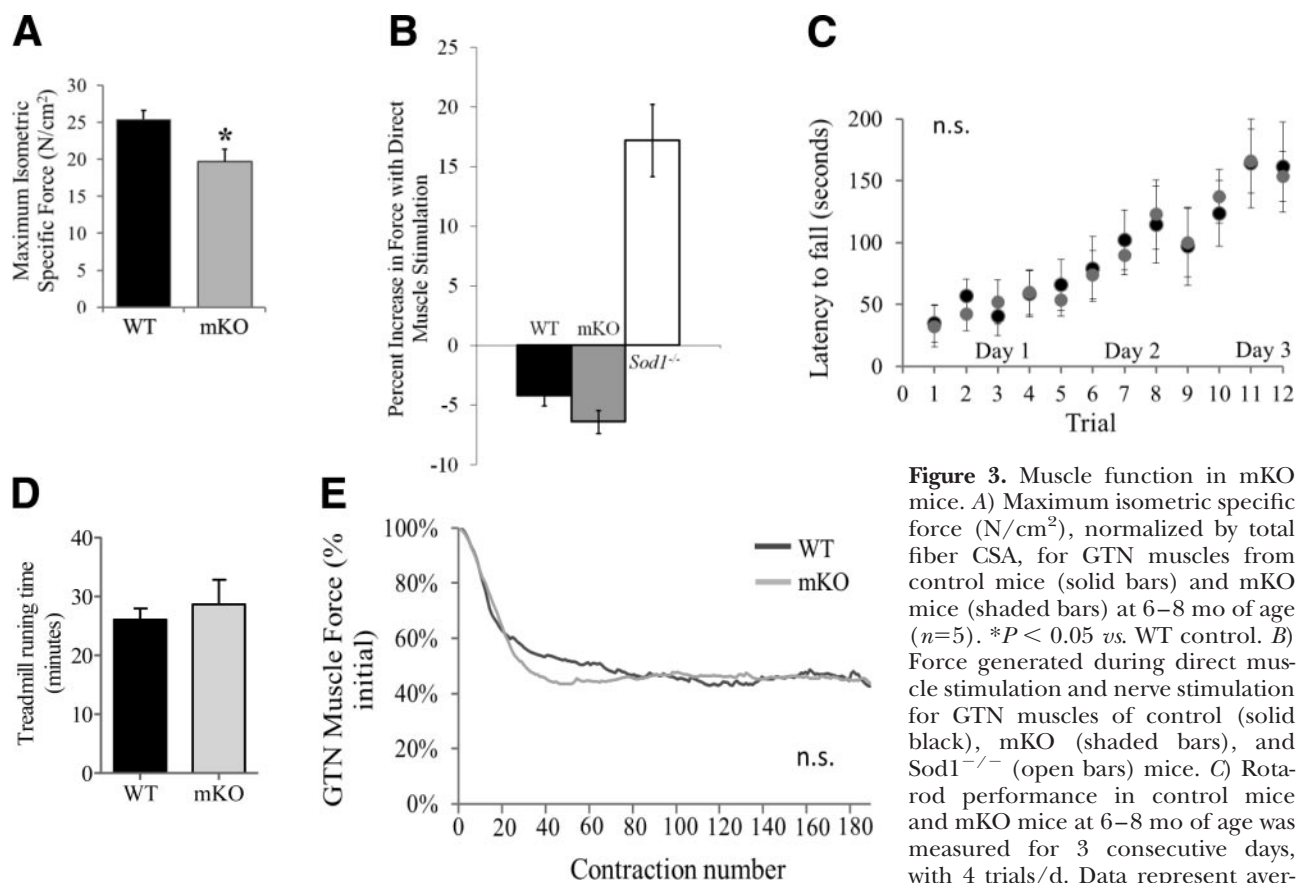 A
Maximum Isometric
Specific Force (N/cm²)
30
25
20
15
10
5
0
*
WT
mKO
B
Percent Increase in Force with Direct
Muscle Stimulation
25
20
15
10
5
0
-5
-10
WT
mKO
Sod1-/-
C
Latency to fall (seconds)
200
150
100
50
0
n.s.
Day 1
Day 2
Day 3
0 1 2 3 4 5 6 7 8 9 10 11 12
Trial
D
Treadmill runing time
(minutes)
40
30
20
10
0
WT
mKO
E
GTN Muscle Force (%
initial)
100%
80%
60%
40%
20%
0%
WT
mKO
n.s.
0 20 40 60 80 100 120 140 160 180
Contraction number
Figure 3. Muscle function in mKO
mice. A) Maximum isometric specific
force (N/cm²), normalized by total
fiber CSA, for GTN muscles from
control mice (solid bars) and mKO
mice (shaded bars) at 6–8 mo of age
(n=5). *P < 0.05 vs. WT control. B)
Force generated during direct mus-
cle stimulation and nerve stimulation
for GTN muscles of control (solid
black), mKO (shaded bars), and
Sod1−/− (open bars) mice. C) Rota-
rod performance in control mice
and mKO mice at 6–8 mo of age was
measured for 3 consecutive days,
with 4 trials/d. Data represent aver-